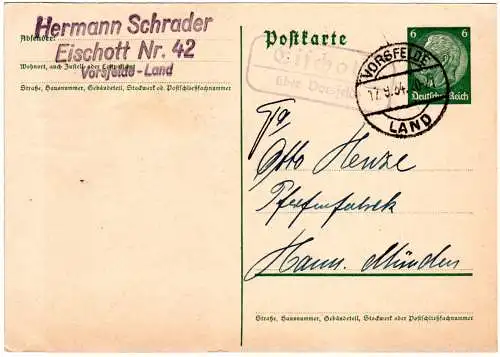 Hermann Schrader
Eischott Nr. 42
Vorsfelde-Land
Absender:
Wohnort, auch Zustell- oder Leitpostamt
Straße, Hausnummer, Gebäudeteil, Stockwerk od. Postschließfachnummer
Postkarte
6 6
Deutsches Reich
Eischott
über Vorsfelde
VORSFELDE
17.9.34
LAND
Otto Henze
Pfeifenfabrik
Hann. Münden
Straße, Hausnummer, Gebäudeteil, Stockwerk oder Postschließfachnummer